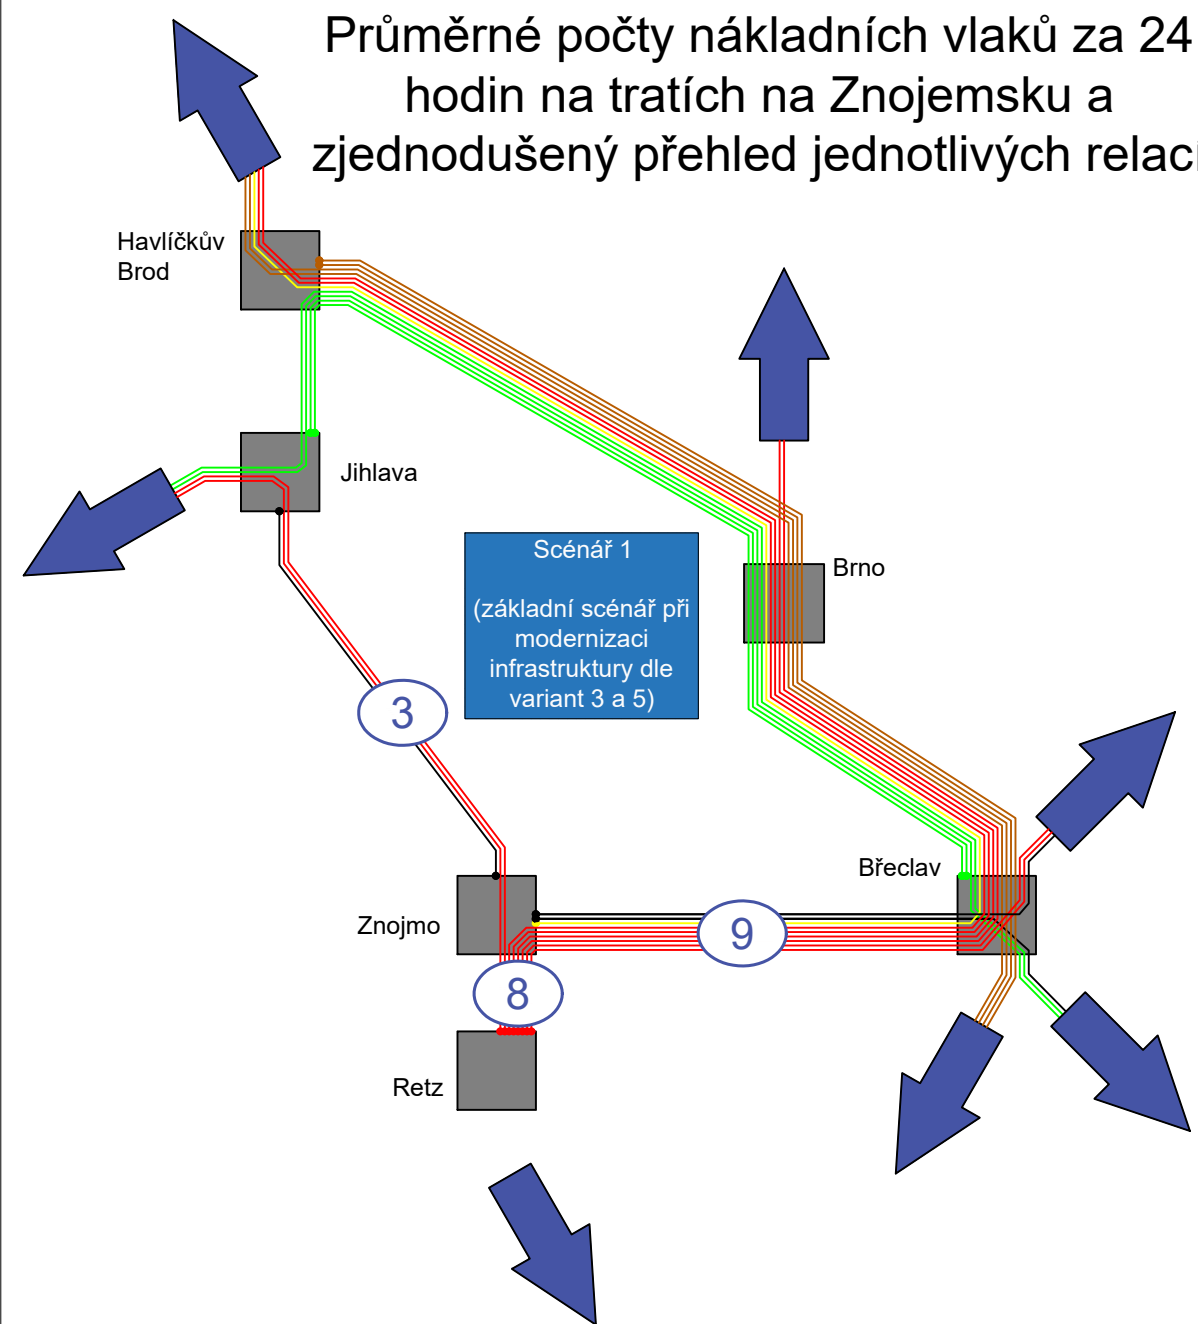 Průměrné počty nákladních vlaků za 24
hodin na tratích na Znojemsku a
zjednodušený přehled jednotlivých relací
Havlíčkův
Brod
Jihlava
Scénář 1
(základní scénář při
modernizaci
infrastruktury dle
variant 3 a 5)
Brno
3
Břeclav
Znojmo
9
8
Retz